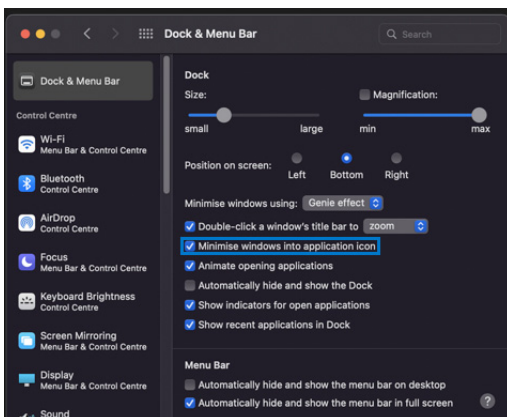 Dock & Menu Bar
Search
Dock & Menu Bar
Control Centre
Wi-Fi
Menu Bar & Control Centre
Bluetooth
Control Centre
AirDrop
Control Centre
Focus
Menu Bar & Control Centre
Keyboard Brightness
Control Centre
Screen Mirroring
Menu Bar & Control Centre
Display
Menu Bar & Control Centre
Sound
Dock
Size:
Magnification:
small large min max
Position on screen:
Left Bottom Right
Minimise windows using: Genie effect
Double-click a window's title bar to zoom
Minimise windows into application icon
Animate opening applications
Automatically hide and show the Dock
Show indicators for open applications
Show recent applications in Dock
Menu Bar
Automatically hide and show the menu bar on desktop
Automatically hide and show the menu bar in full screen
?